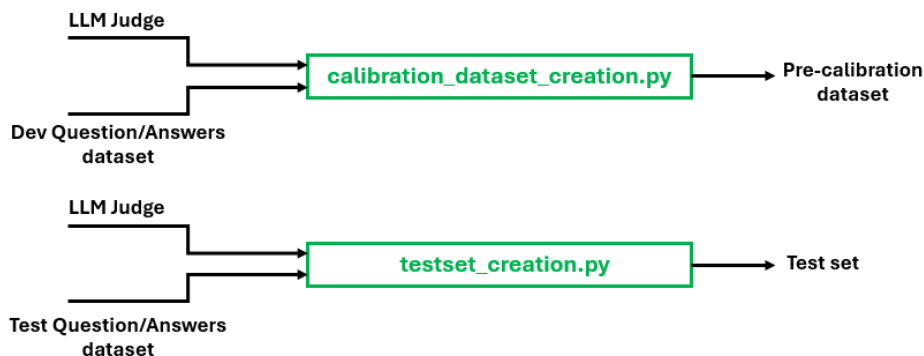 LLM Judge
calibration_dataset_creation.py
Pre-calibration
dataset
Dev Question/Answers
dataset
LLM Judge
testset_creation.py
Test set
Test Question/Answers
dataset